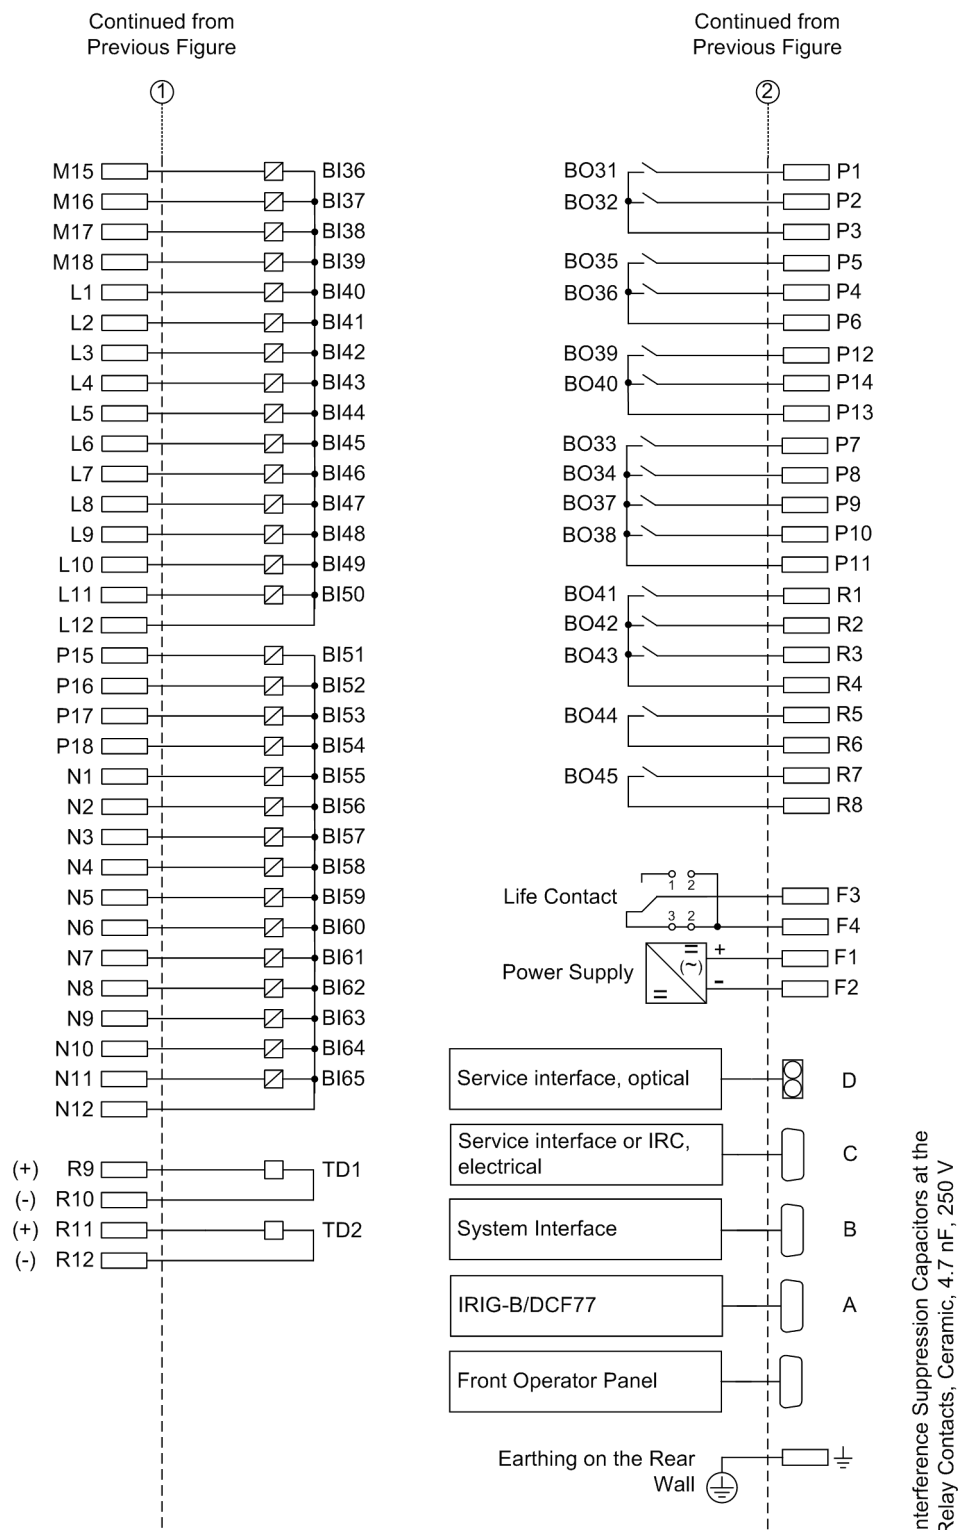 Continued from
Previous Figure
1
M15 BI36
M16 BI37
M17 BI38
M18 BI39
L1 BI40
L2 BI41
L3 BI42
L4 BI43
L5 BI44
L6 BI45
L7 BI46
L8 BI47
L9 BI48
L10 BI49
L11 BI50
L12
P15 BI51
P16 BI52
P17 BI53
P18 BI54
N1 BI55
N2 BI56
N3 BI57
N4 BI58
N5 BI59
N6 BI60
N7 BI61
N8 BI62
N9 BI63
N10 BI64
N11 BI65
N12
(+) R9 TD1
(-) R10
(+) R11 TD2
(-) R12
Continued from
Previous Figure
2
BO31 P1
BO32 P2
P3
BO35 P5
BO36 P4
P6
BO39 P12
BO40 P14
P13
BO33 P7
BO34 P8
BO37 P9
BO38 P10
P11
BO41 R1
BO42 R2
BO43 R3
R4
BO44 R5
R6
BO45 R7
R8
1 2
Life Contact F3
3 2 F4
= + F1
Power Supply (~)
= - F2
Service interface, optical D
Service interface or IRC, C
electrical
System Interface B
IRIG-B/DCF77 A
Front Operator Panel
Earthing on the Rear
Wall
nterference Suppression Capacitors at the
Relay Contacts, Ceramic, 4.7 nF, 250 V